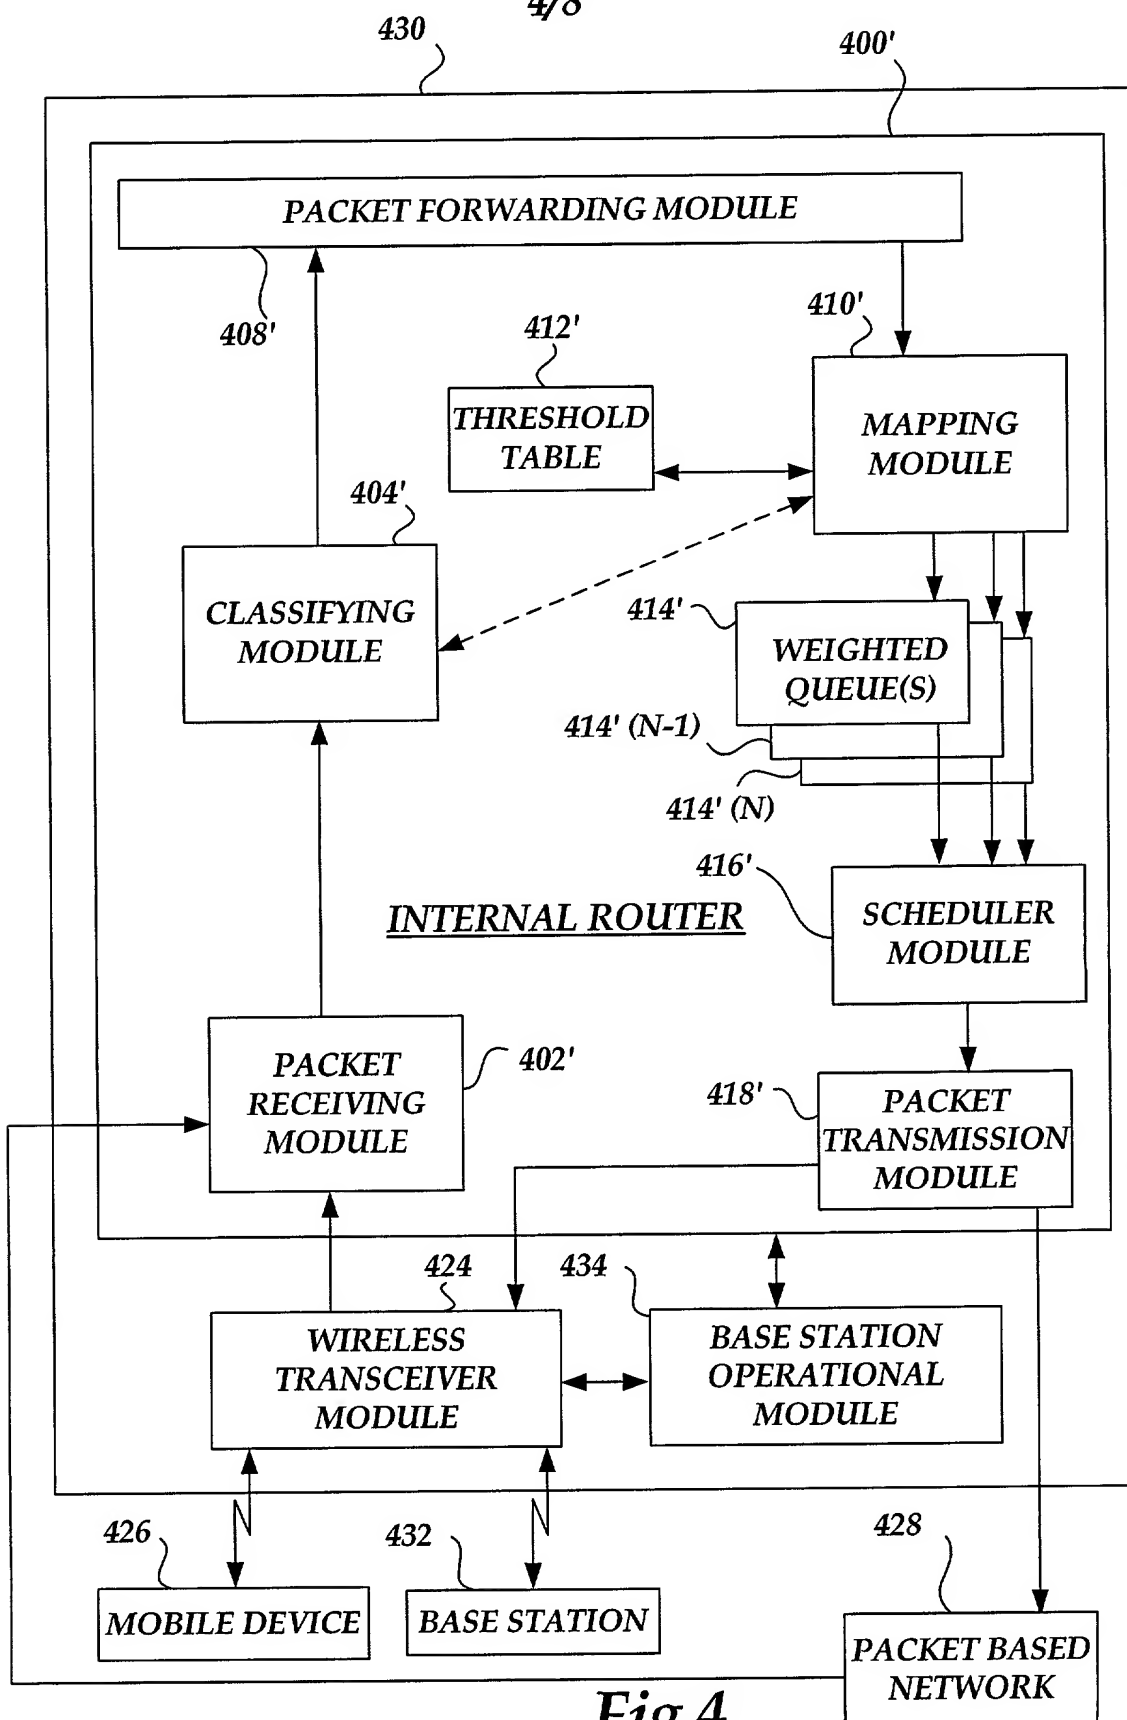 4/8
430
400'
PACKET FORWARDING MODULE
408'
410'
412'
THRESHOLD
TABLE
MAPPING
MODULE
404'
CLASSIFYING
MODULE
414'
WEIGHTED
QUEUE(S)
414' (N-1)
414' (N)
416'
INTERNAL ROUTER
SCHEDULER
MODULE
PACKET
RECEIVING
MODULE
402'
418'
PACKET
TRANSMISSION
MODULE
424
434
WIRELESS
TRANSCEIVER
MODULE
BASE STATION
OPERATIONAL
MODULE
426
432
428
MOBILE DEVICE
BASE STATION
PACKET BASED
NETWORK
Fig 4